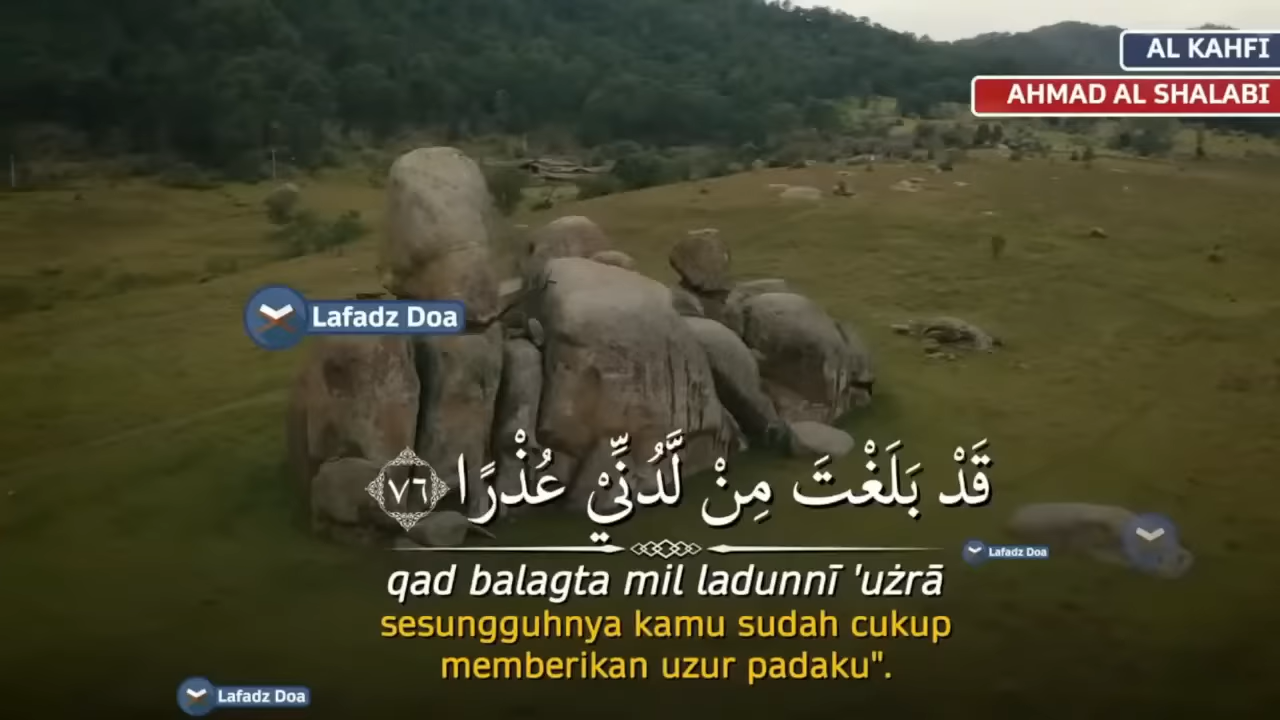 AL KAHFI
AHMAD AL SHALABI
Lafadz Doa
قَدْ بَلَغْتَ مِنْ لَّدُنِّيْ عُذْرًا ٧٦
Lafadz Doa
qad balagta mil ladunnī 'użrā
sesungguhnya kamu sudah cukup
memberikan uzur padaku".
Lafadz Doa